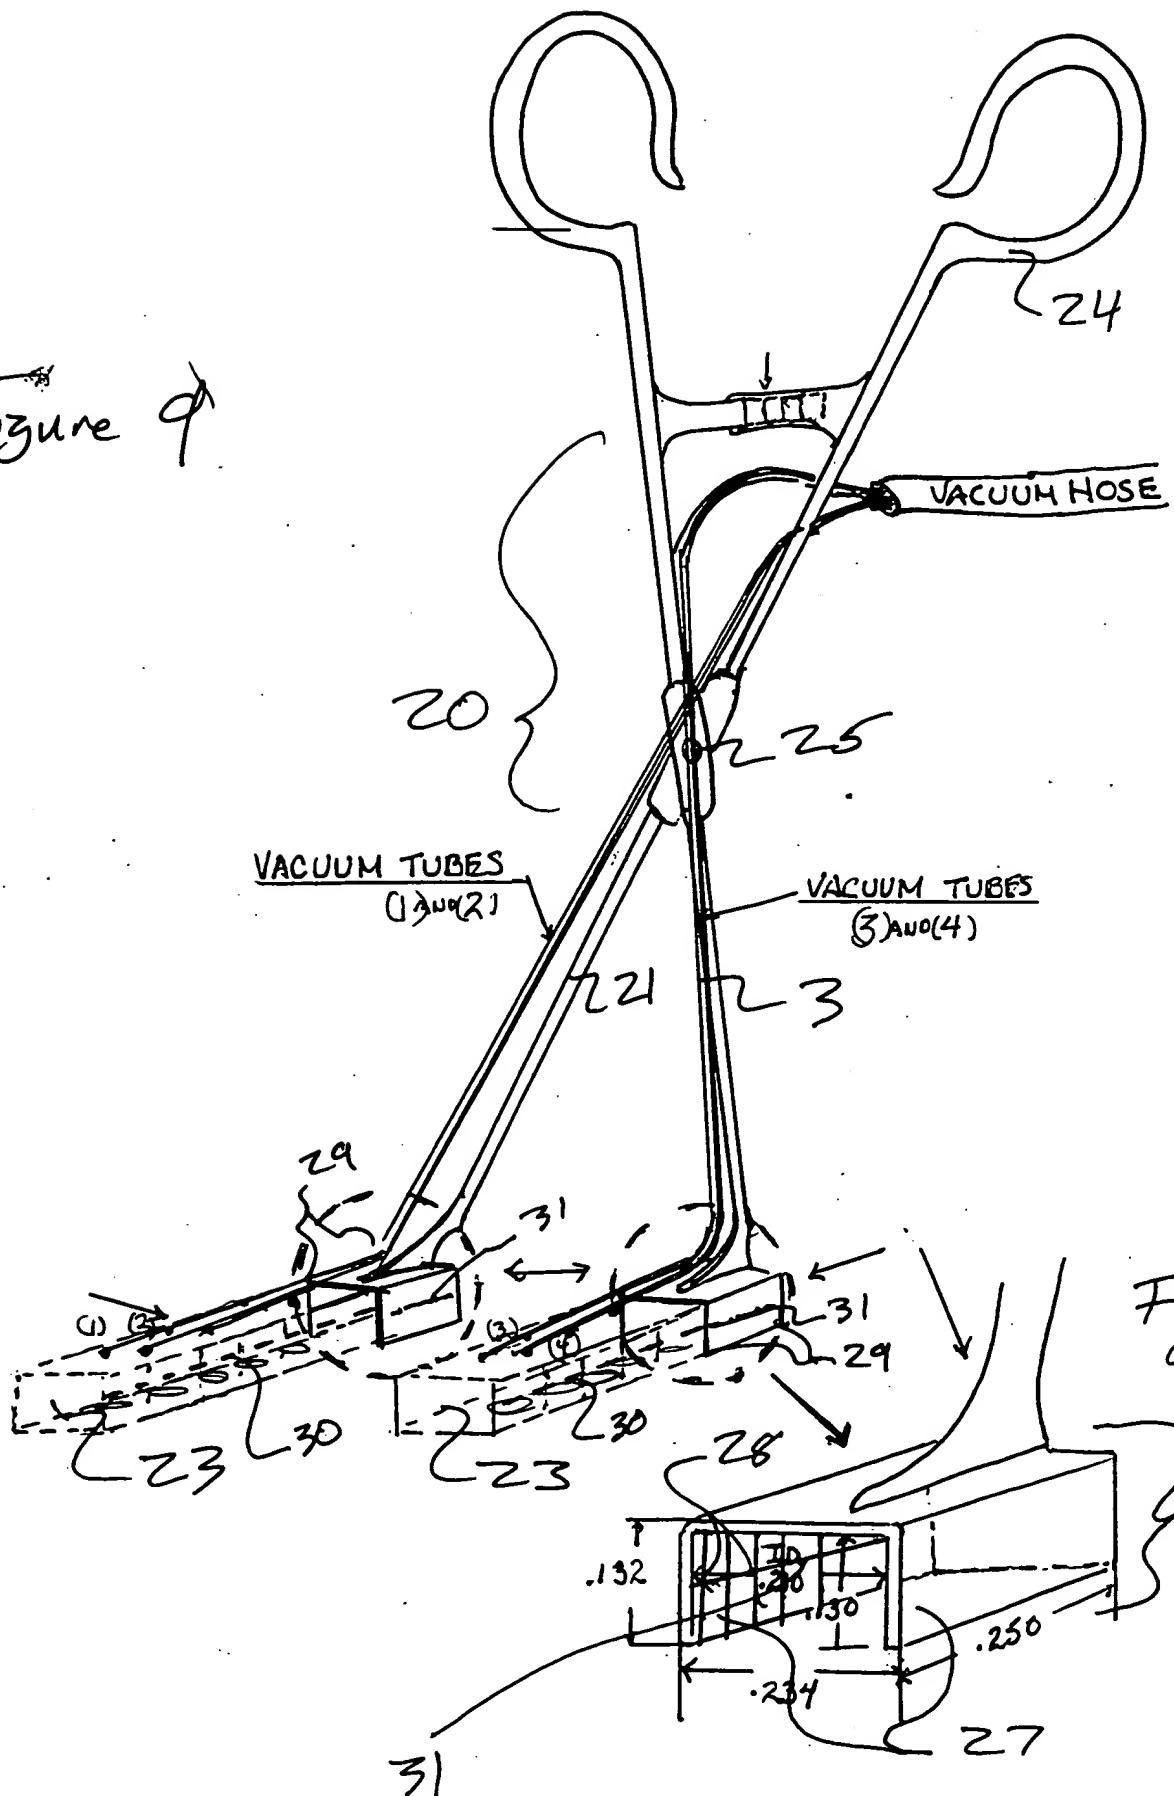 24
gure 9
VACUUM HOSE
20
25
VACUUM TUBES
(1) AND (2)
VACUUM TUBES
(3) AND (4)
21
3
29
31
(1) (2)
(3)
(4)
31
29
30
30
23
23
28
F
.132
ID
.130
.250
.234
27
31